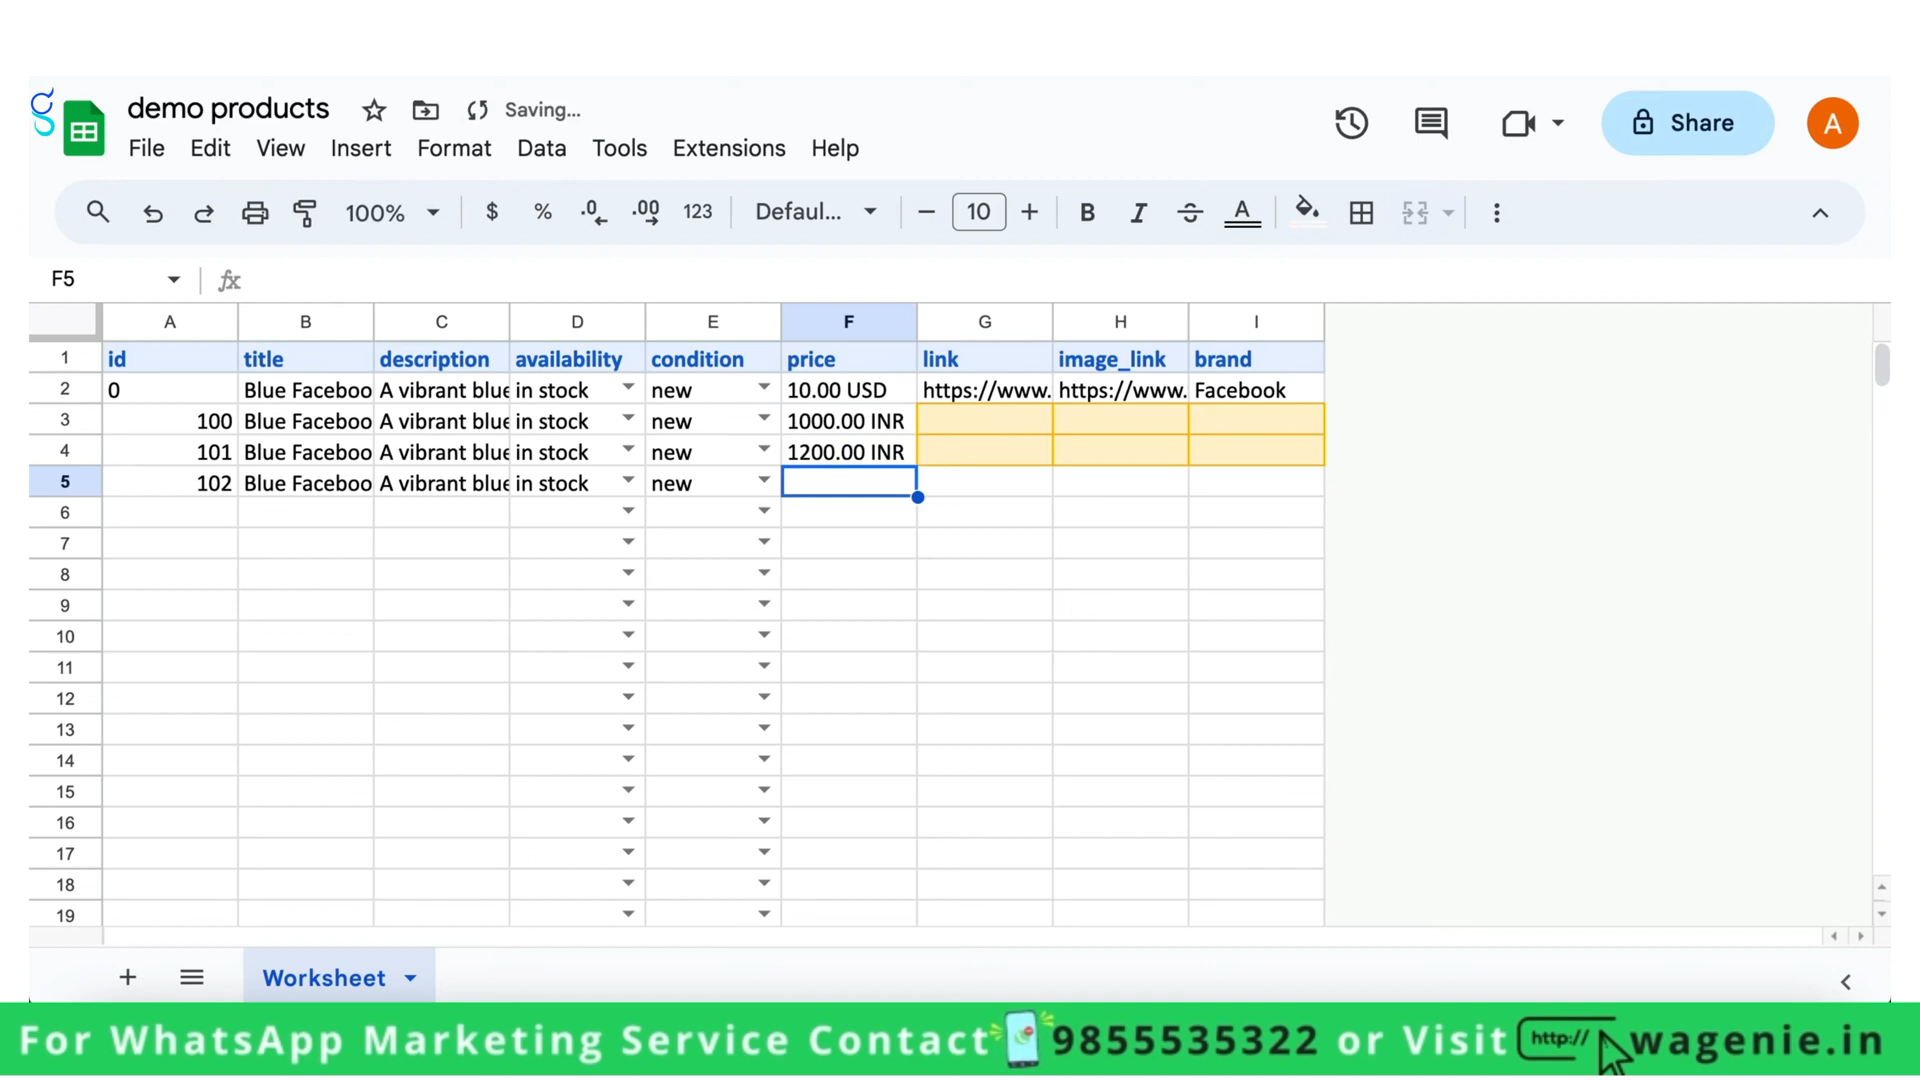 demo products Saving...
File Edit View Insert Format Data Tools Extensions Help
Share
A
100% $ % .0 .00 123 Defaul... 10 B I S A
F5 fx
A B C D E F G H I
1 id title description availability condition price link image_link brand
2 0 Blue Faceboo A vibrant blue in stock new 10.00 USD https://www. https://www. Facebook
3 100 Blue Faceboo A vibrant blue in stock new 1000.00 INR
4 101 Blue Faceboo A vibrant blue in stock new 1200.00 INR
5 102 Blue Faceboo A vibrant blue in stock new
6
7
8
9
10
11
12
13
14
15
16
17
18
19
Worksheet
For WhatsApp Marketing Service Contact 9855535322 or Visit http:// wagenie.in